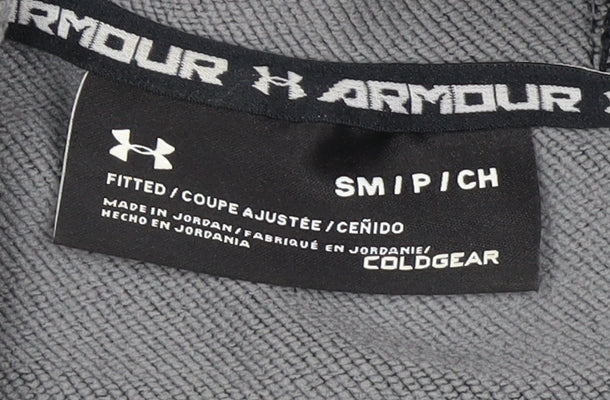 ARMOUR ARMOUR
SM / P / CH
FITTED / COUPE AJUSTÉE / CEÑIDO
MADE IN JORDAN / FABRIQUÉ EN JORDANIE/
HECHO EN JORDANIA
COLDGEAR